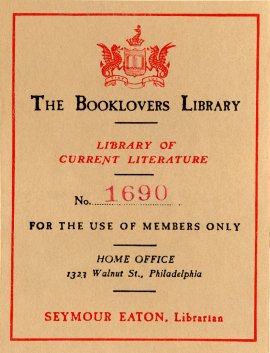 THE BOOKLOVERS LIBRARY
LIBRARY OF
CURRENT LITERATURE
No. 1690
FOR THE USE OF MEMBERS ONLY
HOME OFFICE
1323 Walnut St., Philadelphia
SEYMOUR EATON, Librarian